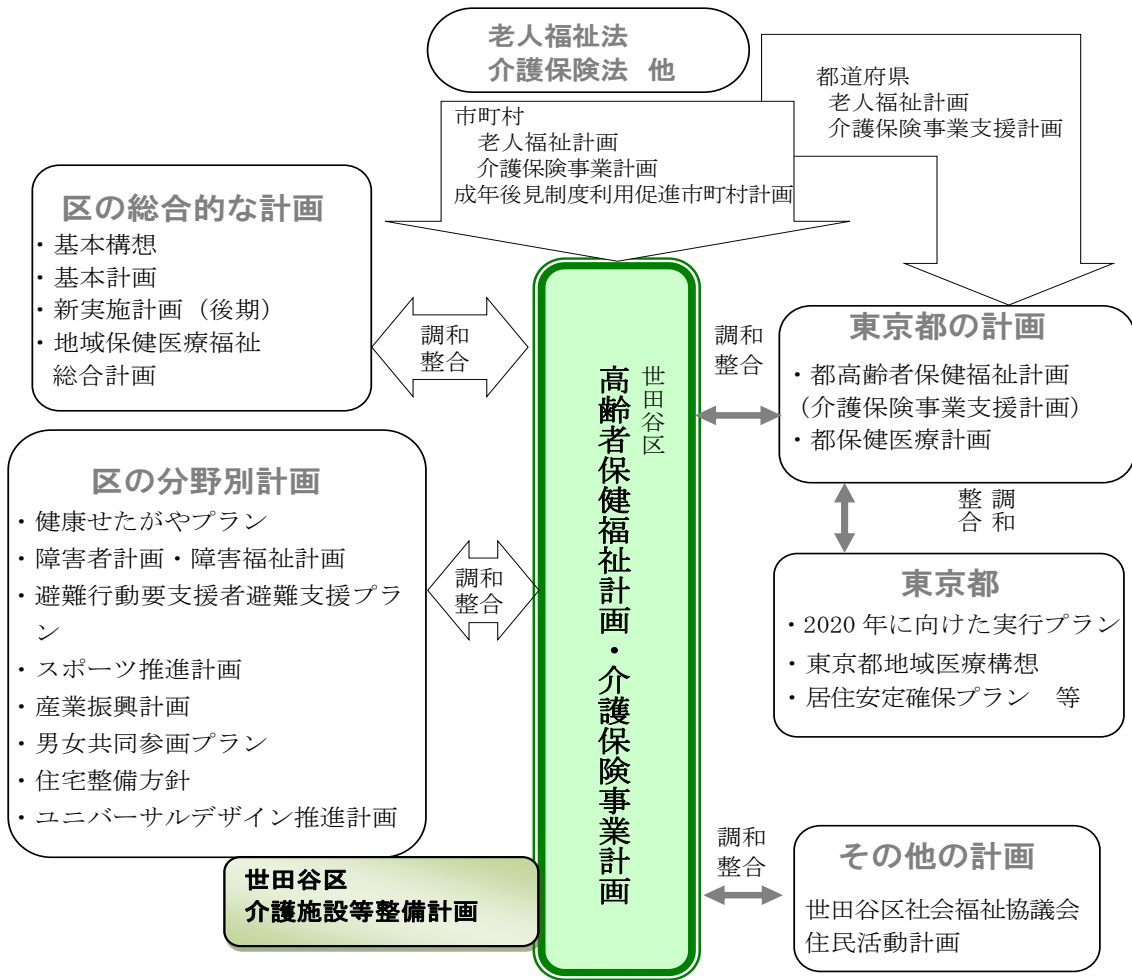 老人福祉法
介護保険法 他
都道府県
老人福祉計画
介護保険事業支援計画
市町村
老人福祉計画
介護保険事業計画
成年後見制度利用促進市町村計画
区の総合的な計画
・基本構想
・基本計画
・新実施計画（後期）
・地域保健医療福祉
総合計画
調和
整合
区の分野別計画
・健康せたがやプラン
・障害者計画・障害福祉計画
・避難行動要支援者避難支援プラ
ン
・スポーツ推進計画
・産業振興計画
・男女共同参画プラン
・住宅整備方針
・ユニバーサルデザイン推進計画
調和
整合
世田谷区
介護施設等整備計画
世田谷区
高齢者保健福祉計画・介護保険事業計画
調和
整合
東京都の計画
・都高齢者保健福祉計画
（介護保険事業支援計画）
・都保健医療計画
調和
整合
東京都
・2020 年に向けた実行プラン
・東京都地域医療構想
・居住安定確保プラン 等
調和
整合
その他の計画
世田谷区社会福祉協議会
住民活動計画